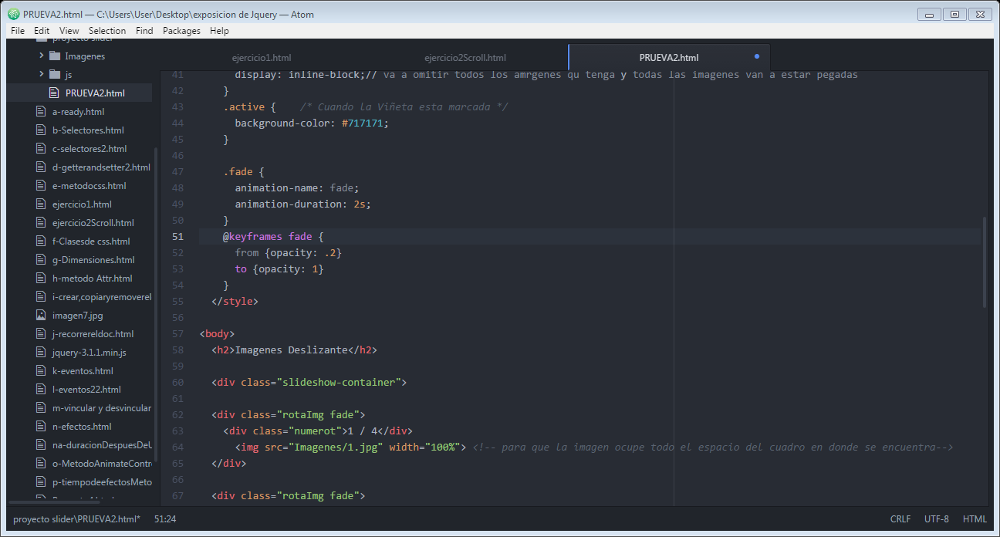 PRUEVA2.html — C:\Users\User\Desktop\exposicion de Jquery — Atom
File Edit View Selection Find Packages Help
proyecto slider
Imagenes
js
PRUEVA2.html
a-ready.html
b-Selectores.html
c-selectores2.html
d-getterandsetter2.html
e-metodocss.html
ejercicio1.html
ejercicio2Scroll.html
f-Clasesde css.html
g-Dimensiones.html
h-metodo Attr.html
i-crear,copiaryremoverel
imagen7.jpg
j-recorrereldoc.html
jquery-3.1.1.min.js
k-eventos.html
l-eventos22.html
m-vincular y desvincular
n-efectos.html
na-duracionDespuesDeU
o-MetodoAnimateContr
p-tiempodeefectosMeto
ejercicio1.html ejercicio2Scroll.html PRUEVA2.html
41 display: inline-block;// va a omitir todos los amrgenes qu tenga y todas las imagenes van a estar pegadas
42 }
43 .active { /* Cuando la Viñeta esta marcada */
44 background-color: #717171;
45 }
46
47 .fade {
48 animation-name: fade;
49 animation-duration: 2s;
50 }
51 @keyframes fade {
52 from {opacity: .2}
53 to {opacity: 1}
54 }
55 </style>
56
57 <body>
58 <h2>Imagenes Deslizante</h2>
59
60 <div class="slideshow-container">
61
62 <div class="rotaImg fade">
63 <div class="numerot">1 / 4</div>
64 <img src="Imagenes/1.jpg" width="100%"> <!-- para que la imagen ocupe todo el espacio del cuadro en donde se encuentra-->
65 </div>
66
67 <div class="rotaImg fade">
proyecto slider\PRUEVA2.html* 51:24 CRLF UTF-8 HTML